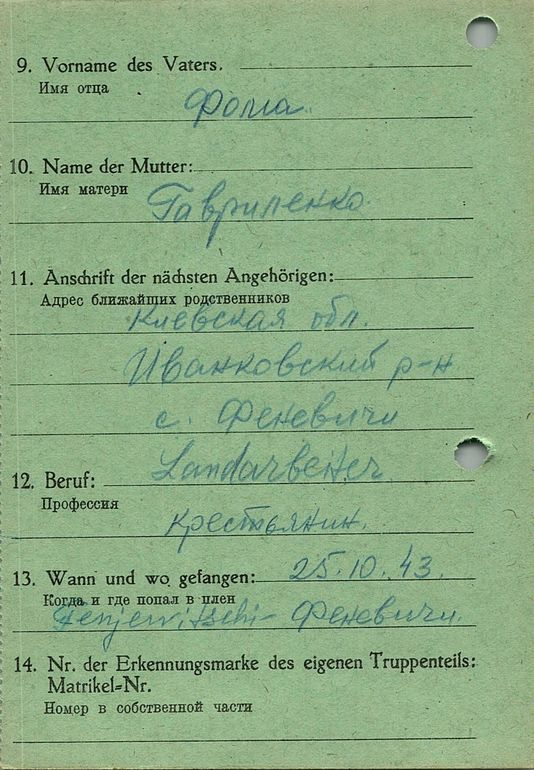 9. Vorname des Vaters.
Имя отца
Фома
10. Name der Mutter:
Имя матери
Гавриленко
11. Anschrift der nächsten Angehörigen:
Адрес ближайших родственников
Киевская обл.
Иванковский р-н
с. Феневичи
Landarbeiter
12. Beruf:
Профессия
крестьянин.
13. Wann und wo gefangen: 25.10.43.
Когда и где попал в плен
Fenjewitschi - Феневичи.
14. Nr. der Erkennungsmarke des eigenen Truppenteils:
Matrikel-Nr.
Номер в собственной части